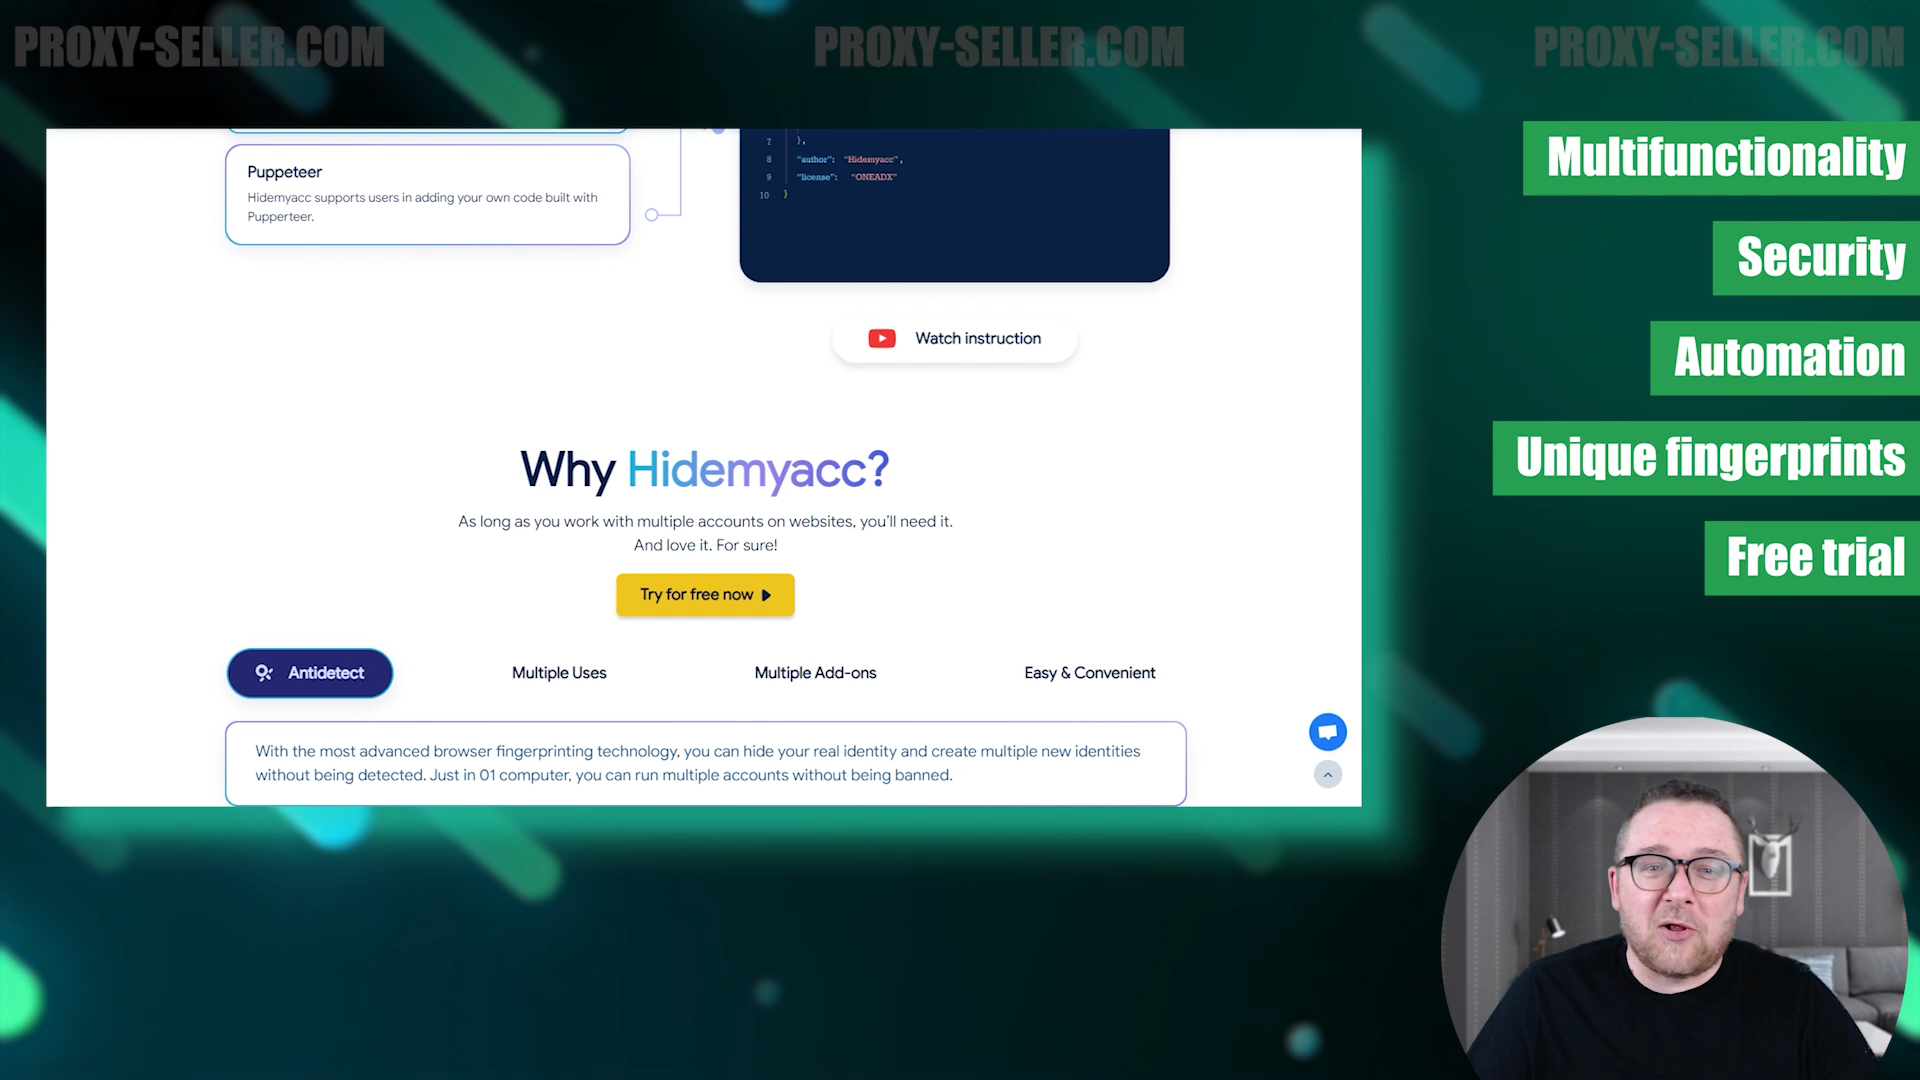 PROXY-SELLER.COM PROXY-SELLER.COM PROXY-SELLER.COM
Puppeteer
Hidemyacc supports users in adding your own code built with
Pupperteer.
7 },
8 "author": "Hidemyacc",
9 "license": "ONEADX"
10 }
Watch instruction
Why Hidemyacc?
As long as you work with multiple accounts on websites, you'll need it.
And love it. For sure!
Try for free now
Antidetect
Multiple Uses
Multiple Add-ons
Easy & Convenient
With the most advanced browser fingerprinting technology, you can hide your real identity and create multiple new identities
without being detected. Just in 01 computer, you can run multiple accounts without being banned.
Multifunctionality
Security
Automation
Unique fingerprints
Free trial